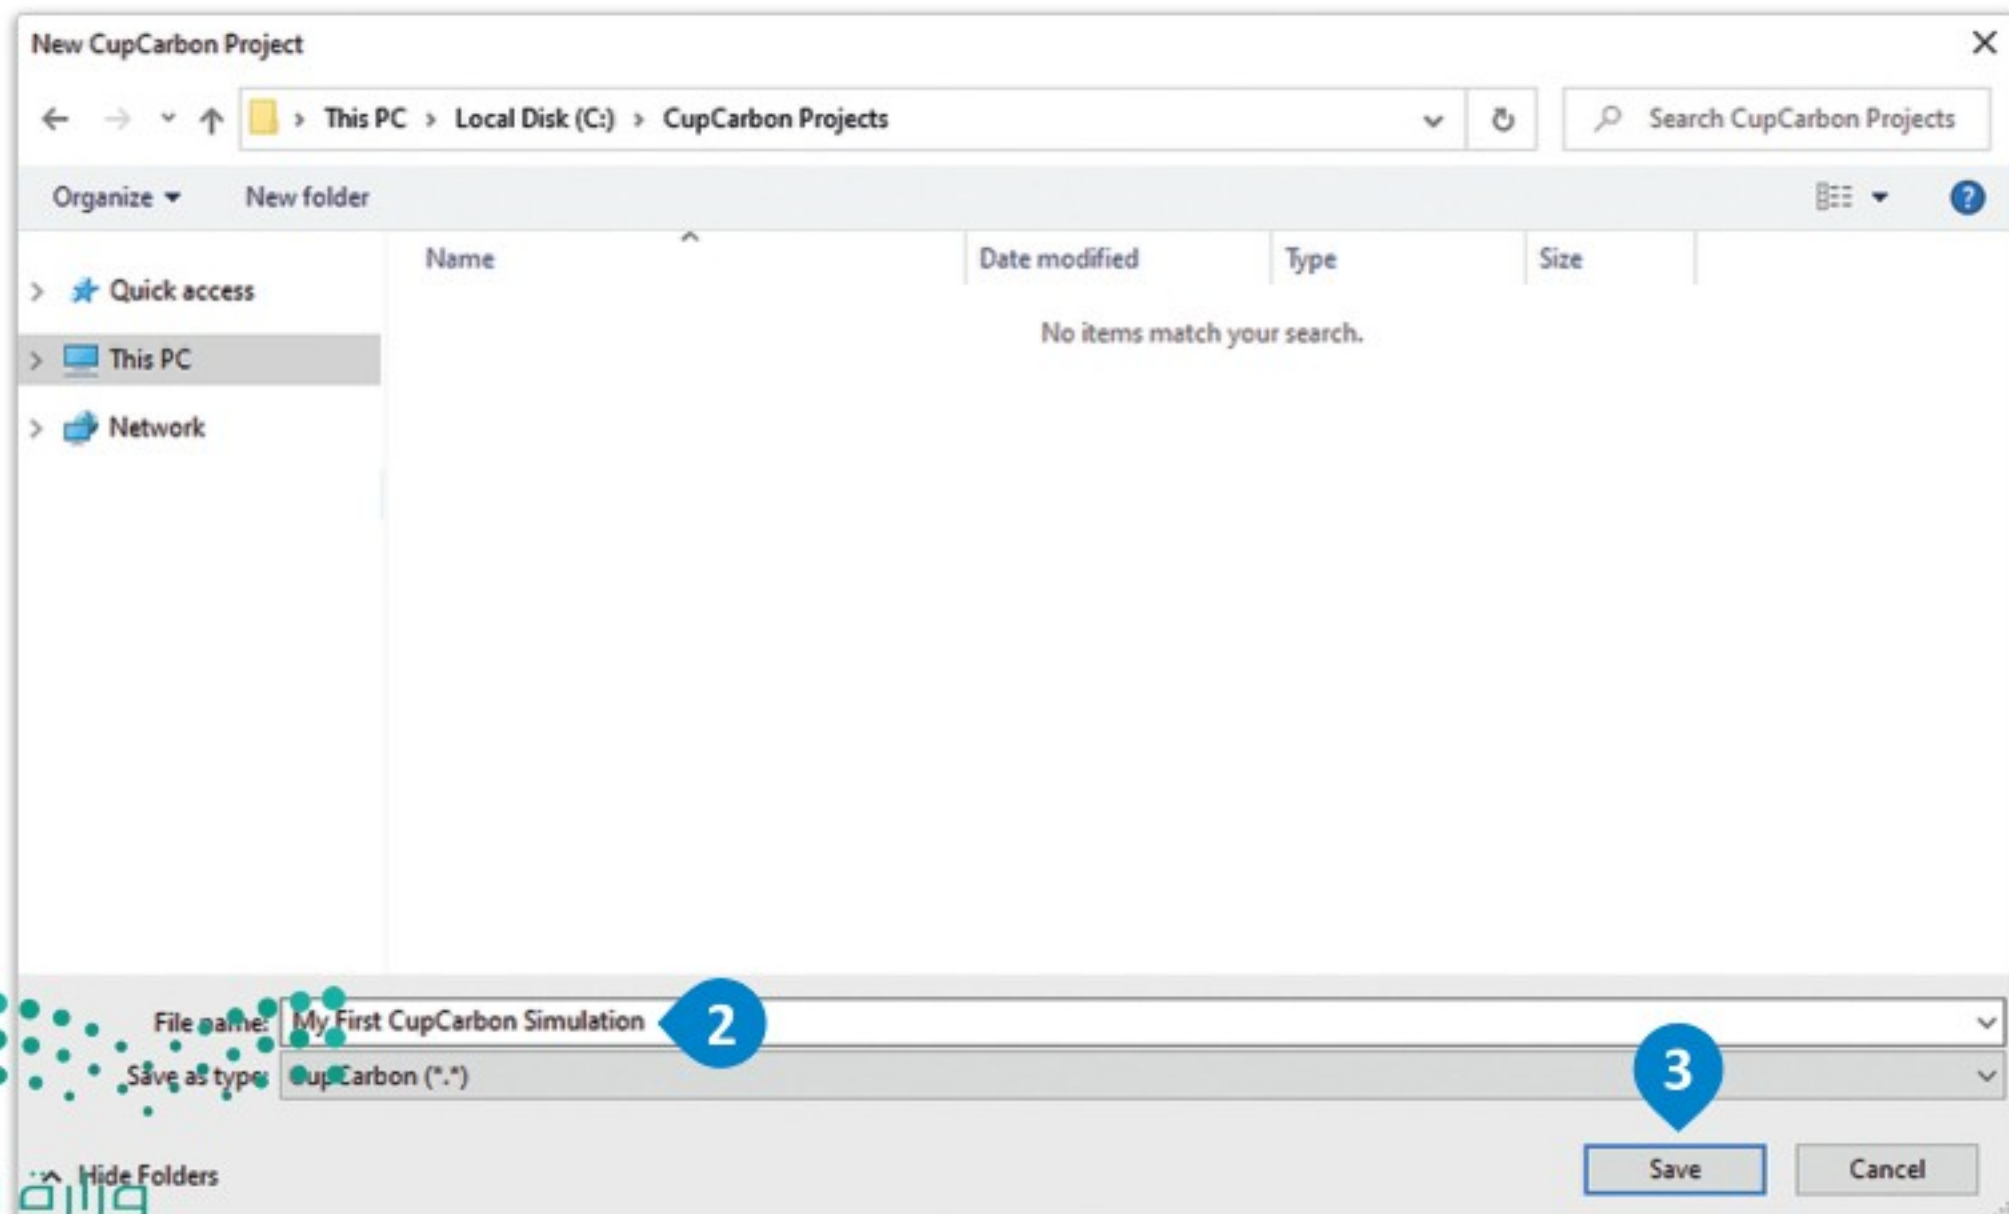 New CupCarbon Project
This PC > Local Disk (C:) > CupCarbon Projects
Search CupCarbon Projects
Organize
New folder
Name
Date modified
Type
Size
Quick access
No items match your search.
This PC
Network
File name: My First CupCarbon Simulation
2
Save as type: CupCarbon (*.*)
3
Hide Folders
Save
Cancel
وزارة